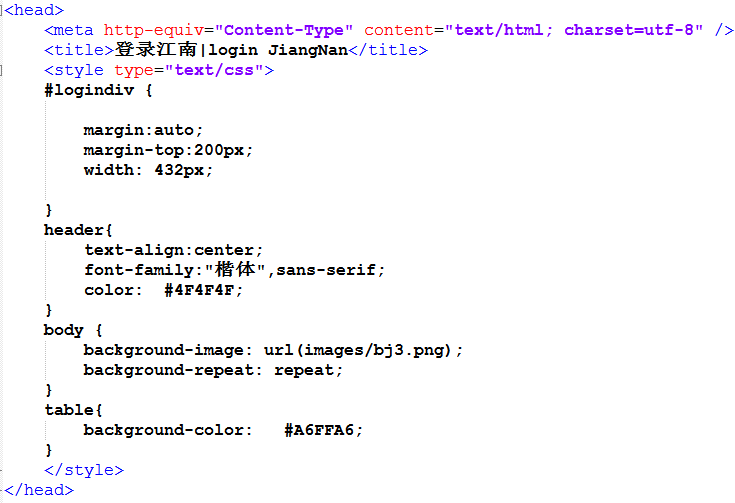 <head>
<meta http-equiv="Content-Type" content="text/html; charset=utf-8" />
<title>登录江南|login JiangNan</title>
<style type="text/css">
#logindiv {
margin:auto;
margin-top:200px;
width: 432px;
}
header{
text-align:center;
font-family:"楷体",sans-serif;
color:  #4F4F4F;
}
body {
background-image: url(images/bj3.png);
background-repeat: repeat;
}
table{
background-color:   #A6FFA6;
}
</style>
</head>